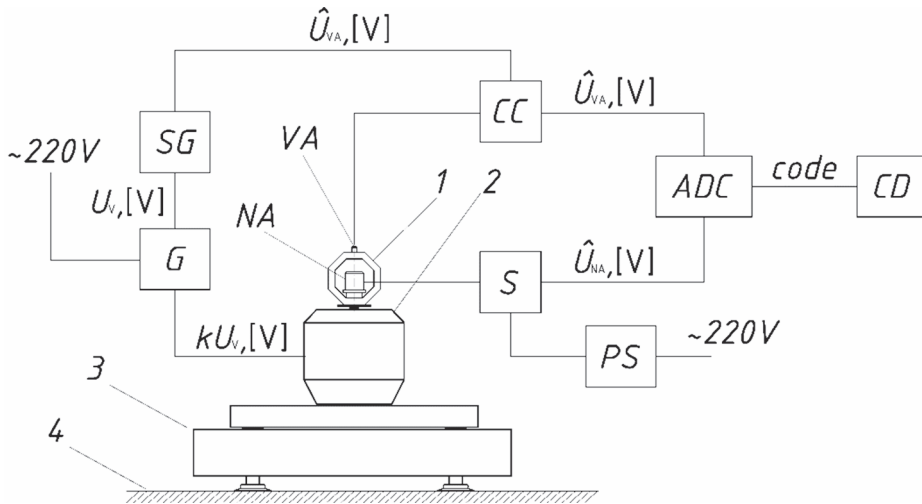 Û_VA,[V]
CC
Û_VA,[V]
SG
VA
~220V
1
2
ADC
code
CD
U_V,[V]
NA
G
S
Û_NA,[V]
kU_V,[V]
PS
~220V
3
4